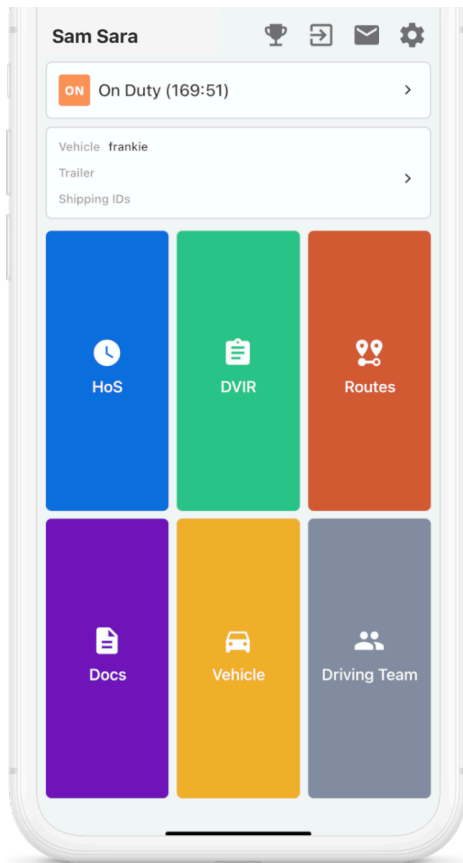 Sam Sara
ON On Duty (169:51)
Vehicle frankie
Trailer
Shipping IDs
HoS DVIR Routes
Docs Vehicle Driving Team